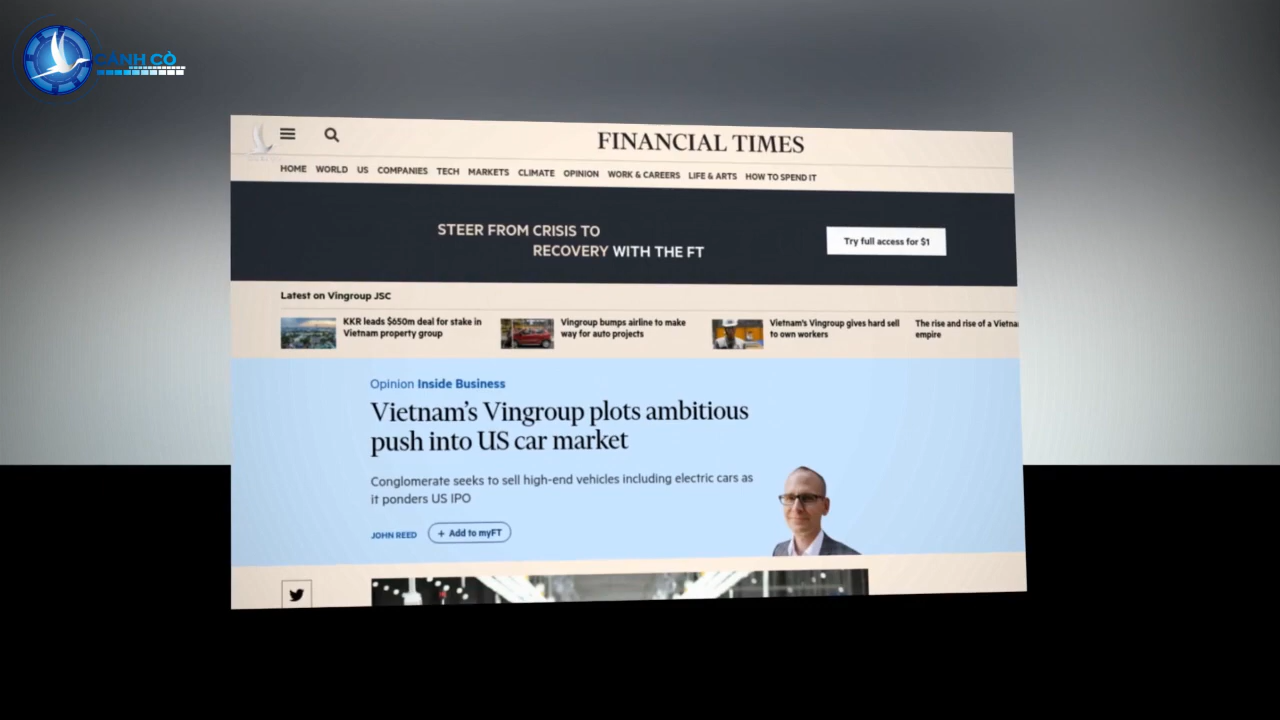 CÁNH CÒ
FINANCIAL TIMES
HOME WORLD US COMPANIES TECH MARKETS CLIMATE OPINION WORK & CAREERS LIFE & ARTS HOW TO SPEND IT
STEER FROM CRISIS TO
RECOVERY WITH THE FT
Try full access for $1
Latest on Vingroup JSC
KKR leads $650m deal for stake in
Vietnam property group
Vingroup bumps airline to make
way for auto projects
Vietnam's Vingroup gives hard sell
to own workers
The rise and rise of a Vietna
empire
Opinion Inside Business
Vietnam's Vingroup plots ambitious
push into US car market
Conglomerate seeks to sell high-end vehicles including electric cars as
it ponders US IPO
JOHN REED + Add to myFT